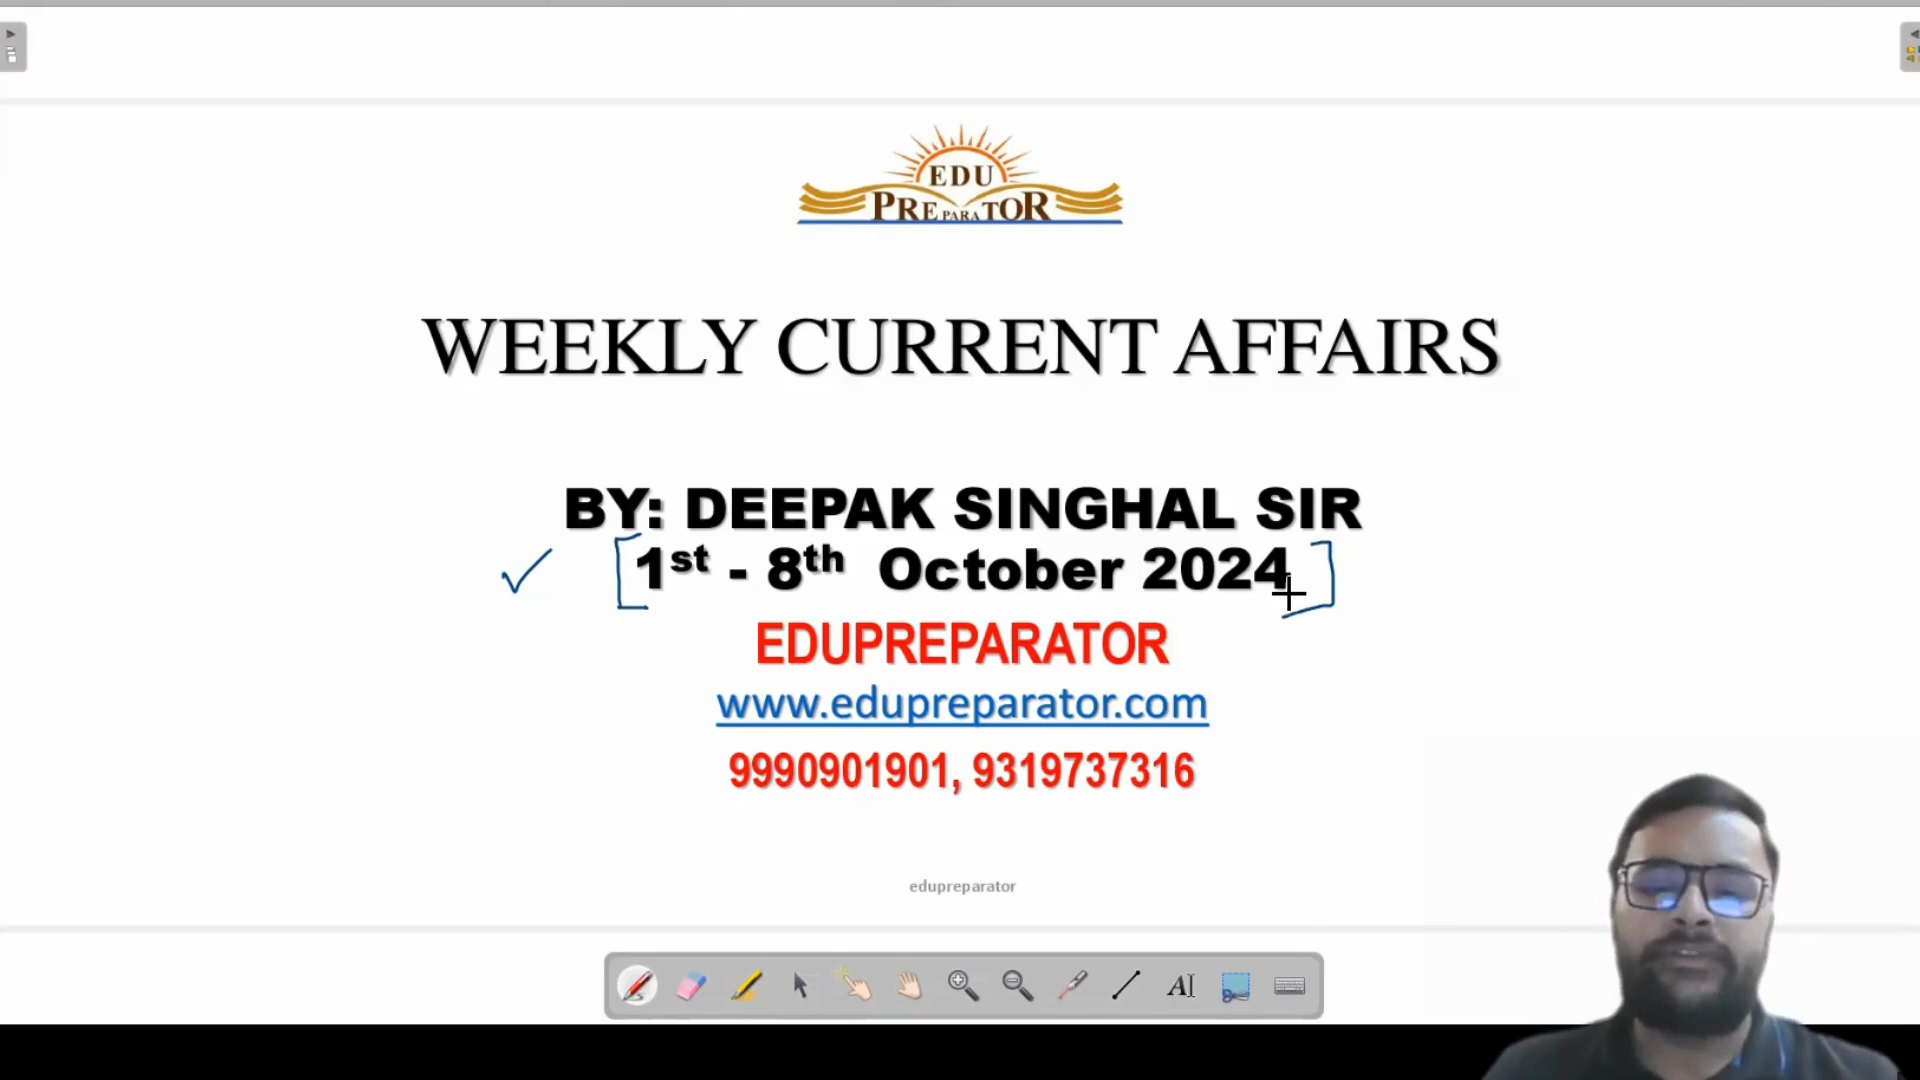 EDU
PREPARATOR
WEEKLY CURRENT AFFAIRS
BY: DEEPAK SINGHAL SIR
1st - 8th October 2024
EDUPREPARATOR
www.edupreparator.com
9990901901, 9319737316
edupreparator
AI